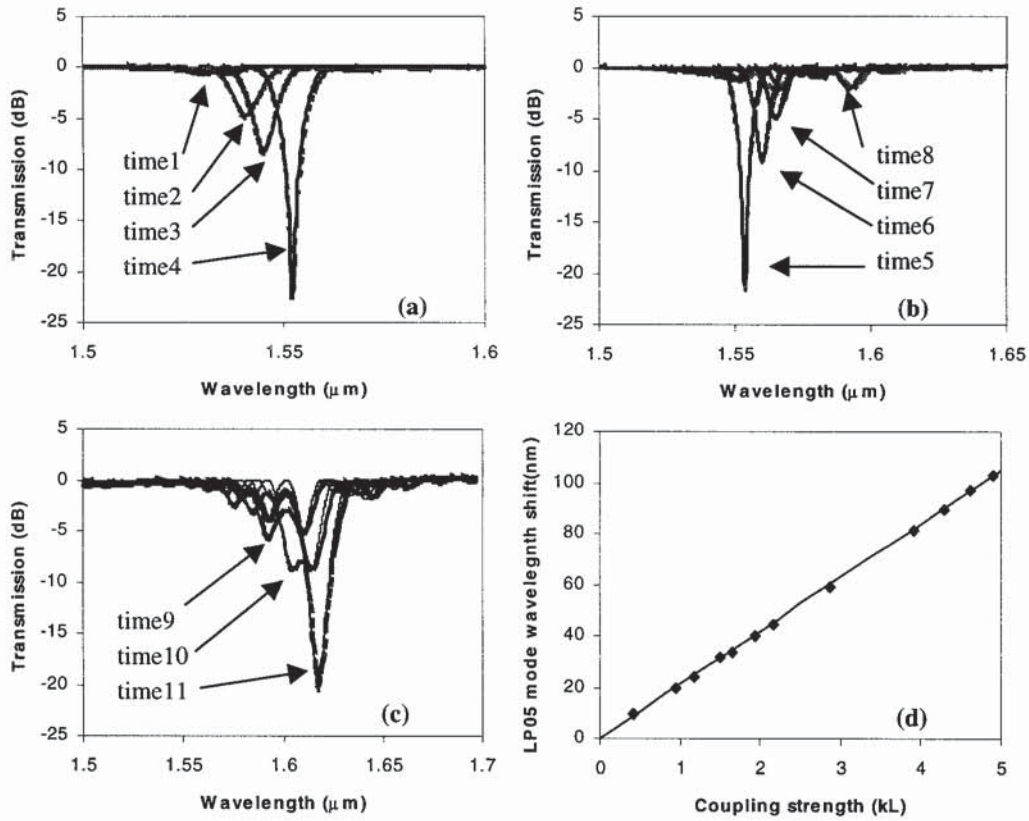 5
0
-5
-10
-15
-20
-25
Transmission (dB)
time1
time2
time3
time4
(a)
1.5
1.55
1.6
Wavelength (μm)
5
0
-5
-10
-15
-20
-25
Transmission (dB)
time8
time7
time6
time5
(b)
1.5
1.55
1.6
1.65
Wavelength (μm)
5
0
-5
-10
-15
-20
-25
Transmission (dB)
time9
time10
time11
(c)
1.5
1.55
1.6
1.65
1.7
Wavelength (μm)
120
100
80
60
40
20
0
LP05 mode wavelegnth shift(nm)
(d)
0
1
2
3
4
5
Coupling strength (kL)